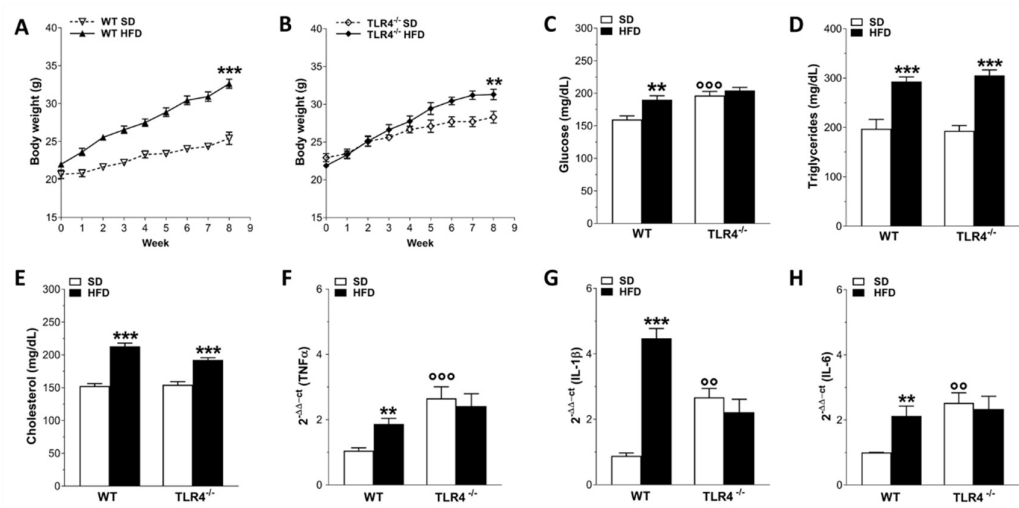 A
WT SD
WT HFD
Body weight (g)
35
30
25
20
15
***
0 1 2 3 4 5 6 7 8 9
Week
B
TLR4-/- SD
TLR4-/- HFD
Body weight (g)
35
30
25
20
15
**
0 1 2 3 4 5 6 7 8 9
Week
C
SD
HFD
Glucose (mg/dL)
300
250
200
150
100
50
0
**
°°°
WT TLR4-/-
D
SD
HFD
Triglycerides (mg/dL)
400
300
200
100
0
***
***
WT TLR4-/-
E
SD
HFD
Cholesterol (mg/dL)
300
250
200
150
100
50
0
***
***
WT TLR4-/-
F
SD
HFD
2-ΔΔ-ct (TNFα)
6
4
2
0
**
°°°
WT TLR4 -/-
G
SD
HFD
2-ΔΔ-ct (IL-1β)
6
4
2
0
***
°°
WT TLR4 -/-
H
SD
HFD
2-ΔΔ-ct (IL-6)
6
4
2
0
**
°°
WT TLR4 -/-